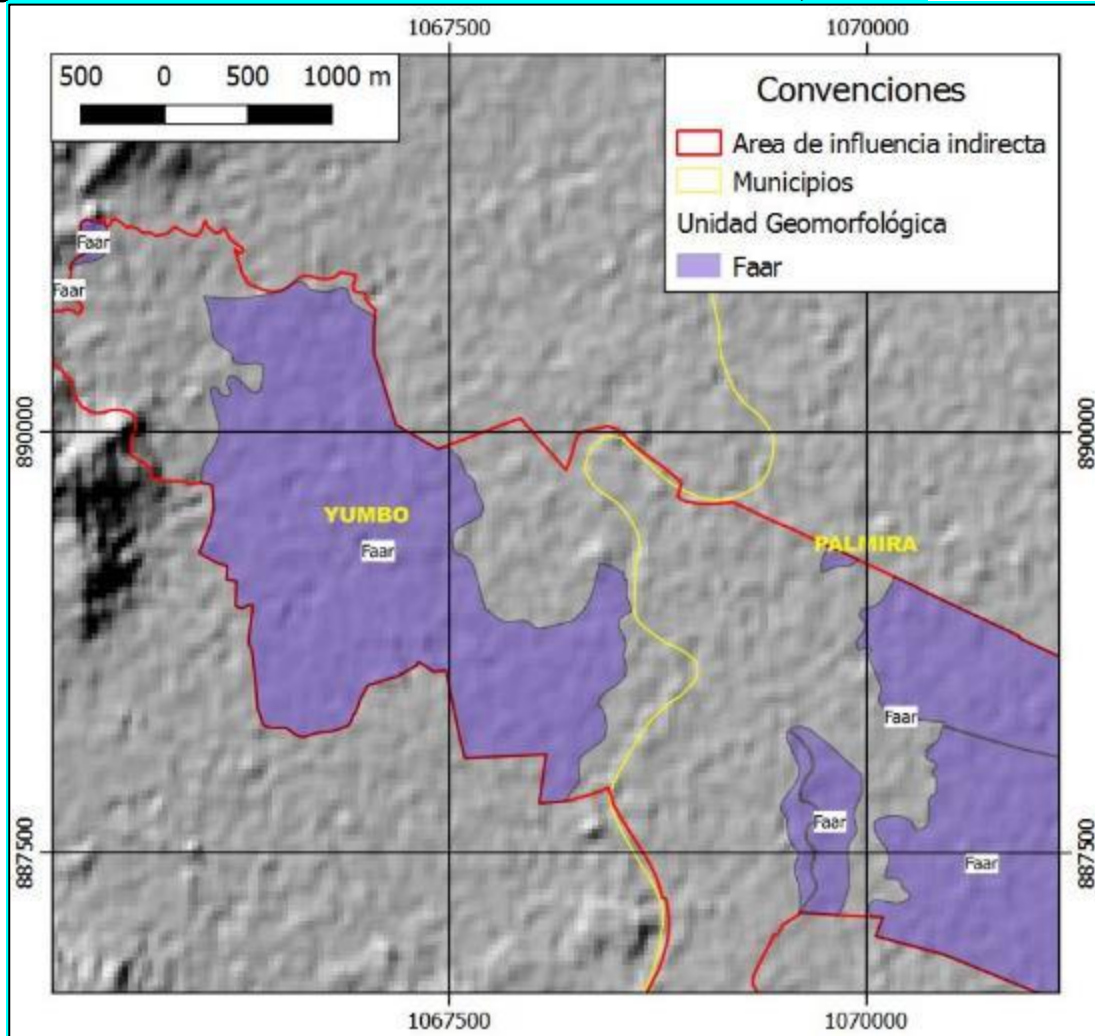 1067500 1070000
500 0 500 1000 m
Convenciones
Area de influencia indirecta
Municipios
Unidad Geomorfológica
Faar
Faar
Faar
890000 890000
YUMBO
Faar
PALMIRA
Faar
Faar
887500 887500
Faar
1067500 1070000